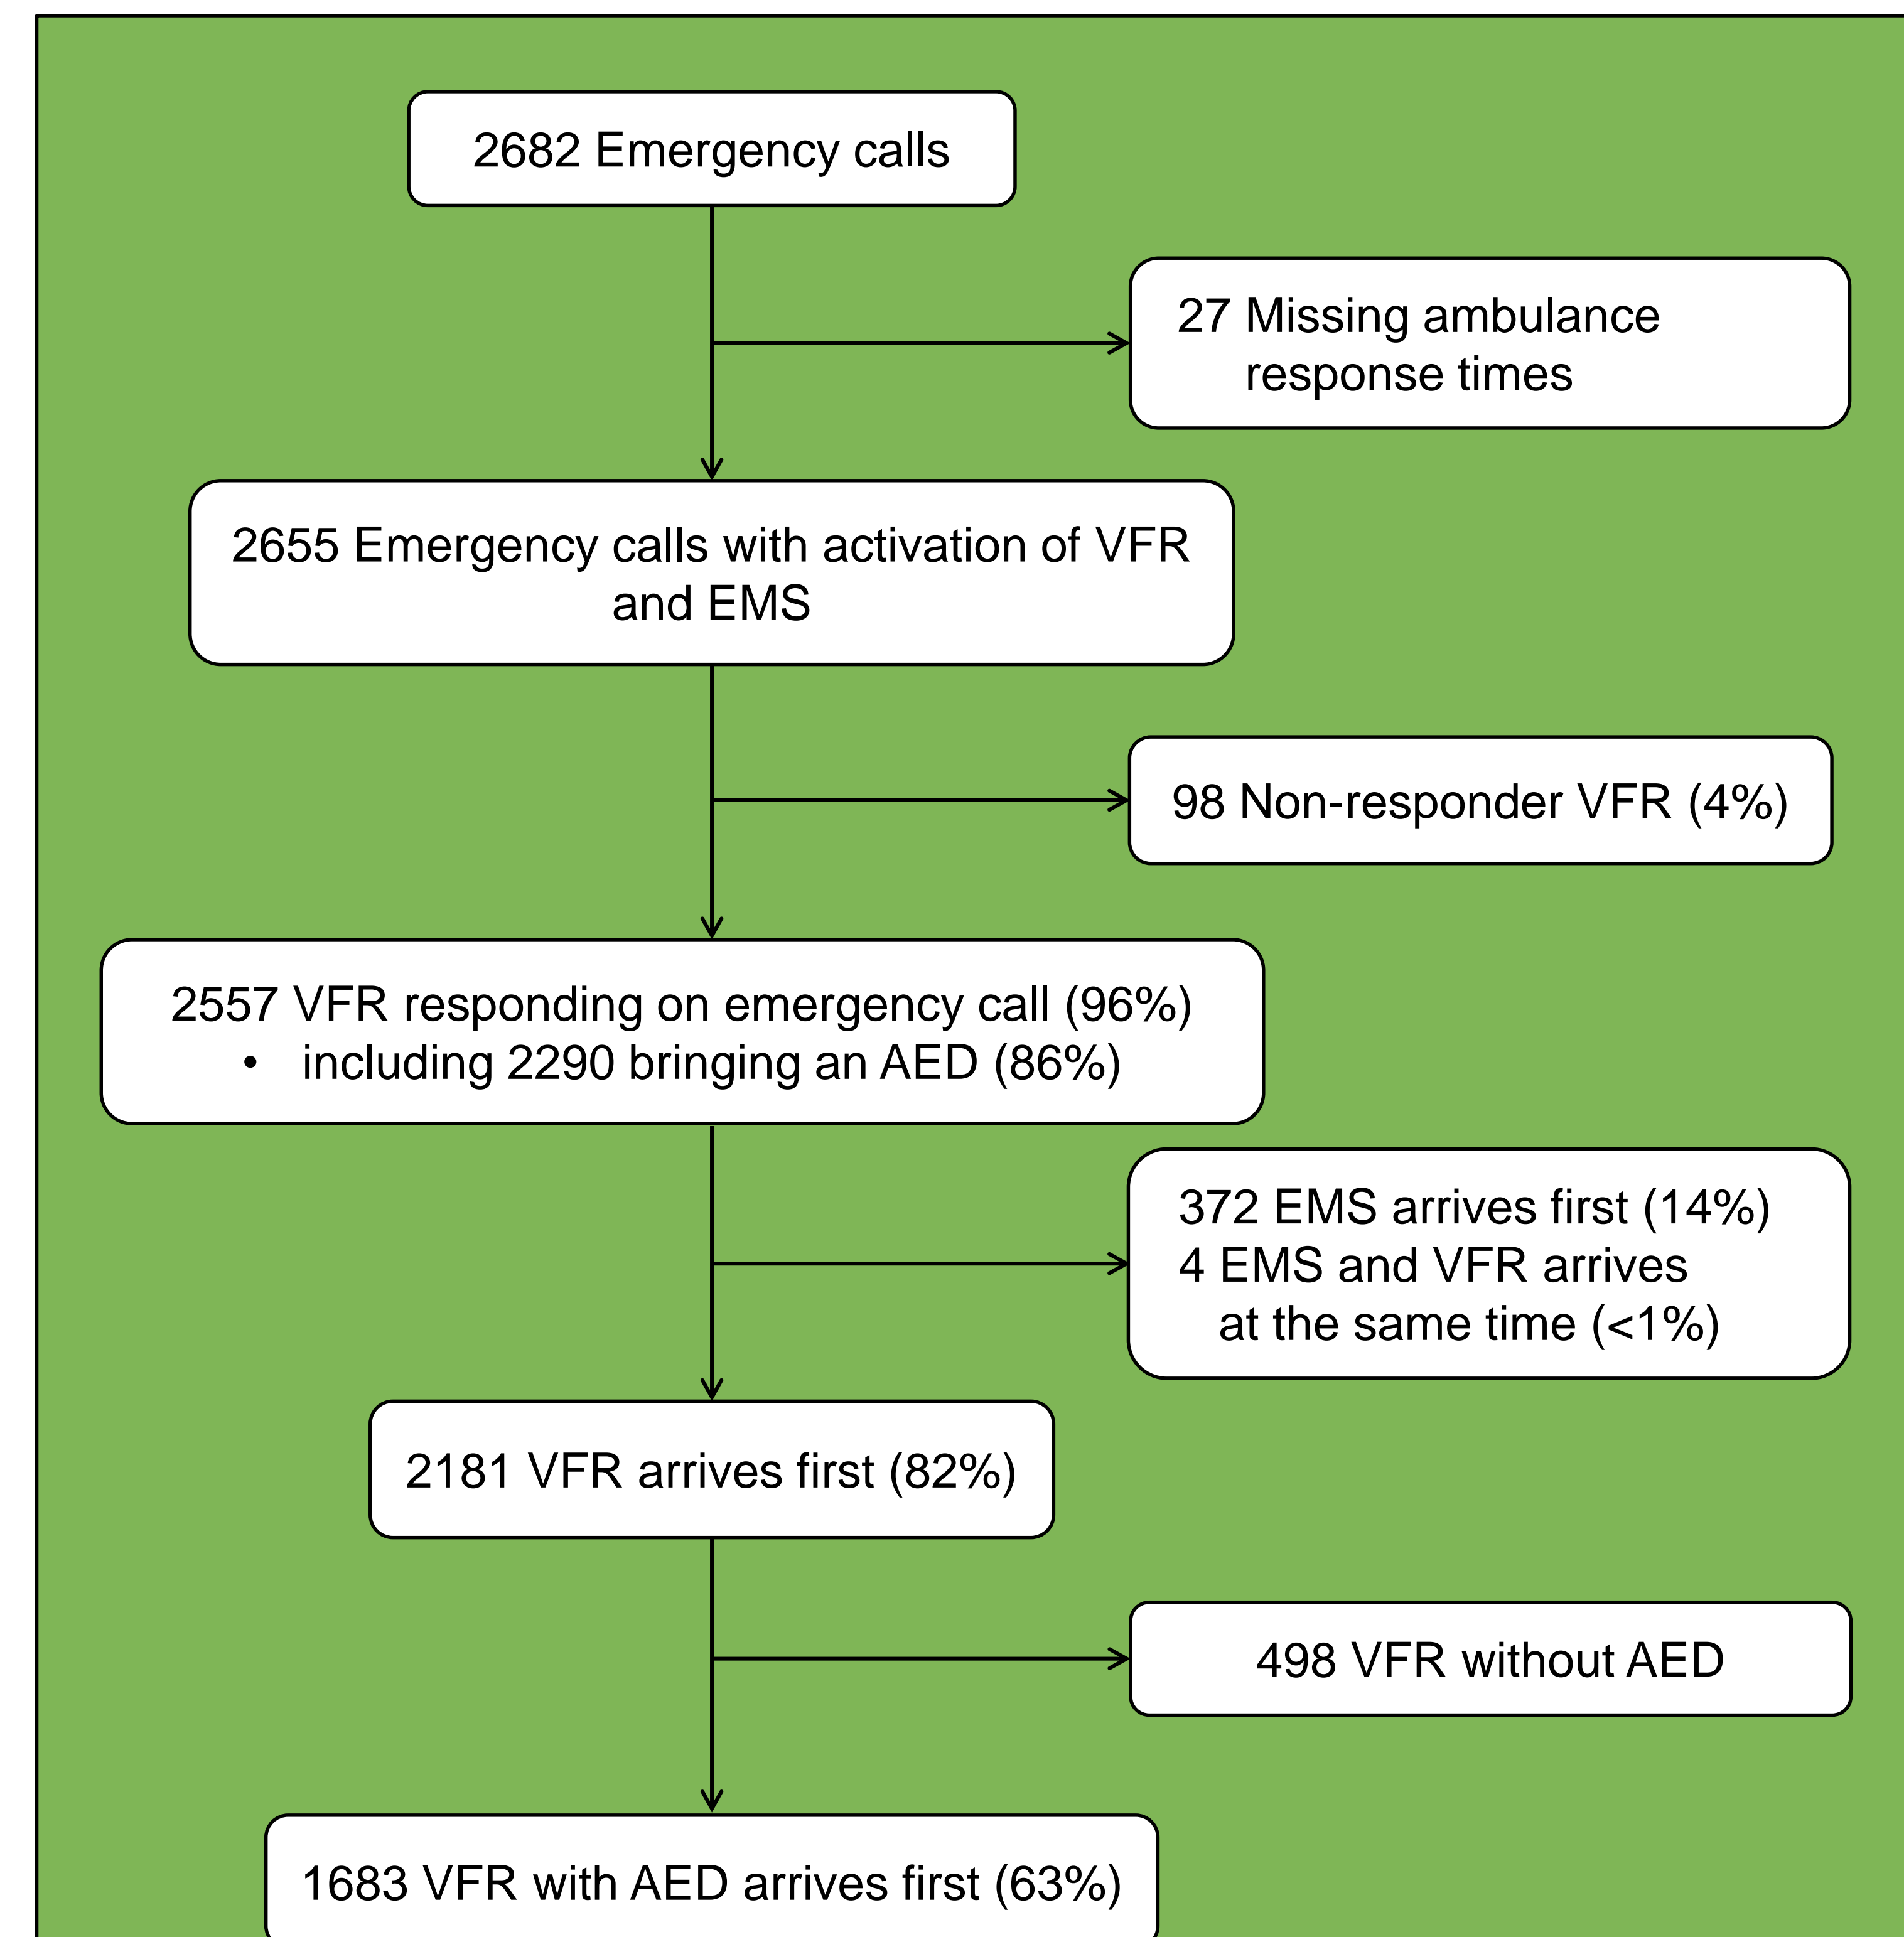 2682 Emergency calls
27 Missing ambulance
response times
2655 Emergency calls with activation of VFR
and EMS
98 Non-responder VFR (4%)
2557 VFR responding on emergency call (96%)
• including 2290 bringing an AED (86%)
372 EMS arrives first (14%)
4 EMS and VFR arrives
at the same time (<1%)
2181 VFR arrives first (82%)
498 VFR without AED
1683 VFR with AED arrives first (63%)